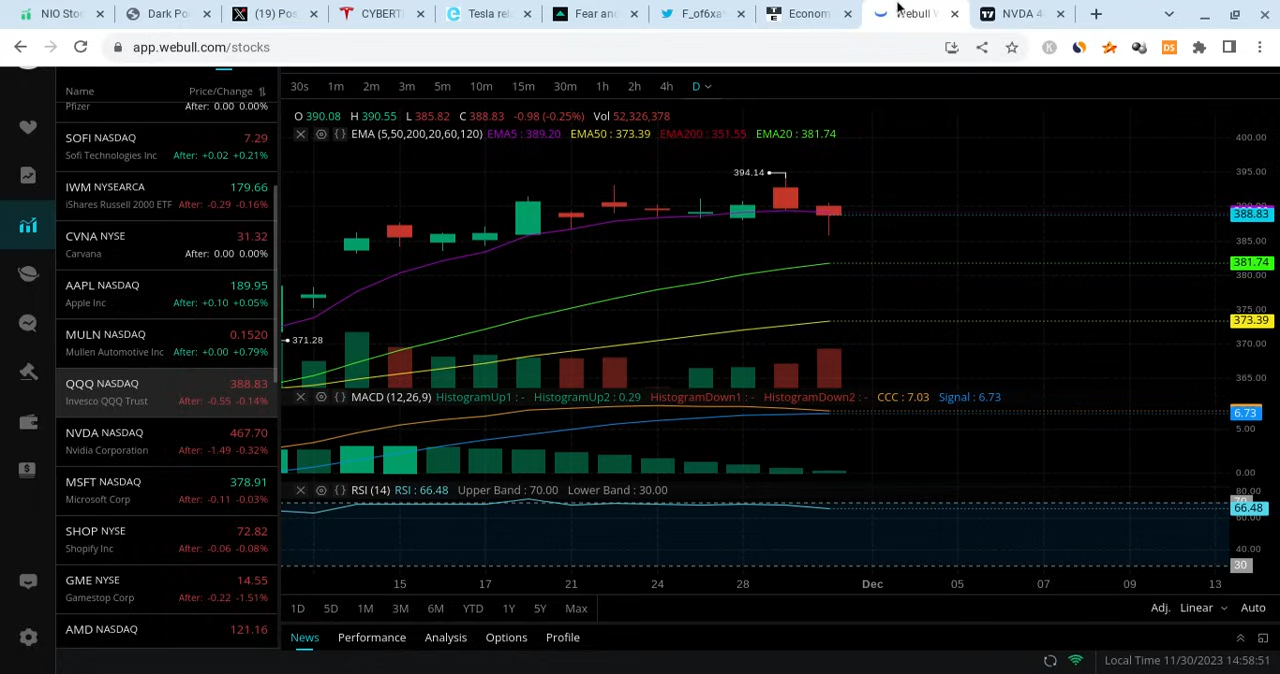 NIO Stoc
Dark Po
(19) Pos
CYBERT
Tesla rel
Fear and
F_of6xa
Econom
Webull
NVDA 4
app.webull.com/stocks
DS
30s 1m 2m 3m 5m 10m 15m 30m 1h 2h 4h D
Name Price/Change
Pfizer After: 0.00 0.00%
SOFI NASDAQ 7.29
Sofi Technologies Inc After: +0.02 +0.21%
IWM NYSEARCA 179.66
iShares Russell 2000 ETF After: -0.29 -0.16%
CVNA NYSE 31.32
Carvana After: 0.00 0.00%
AAPL NASDAQ 189.95
Apple Inc After: +0.10 +0.05%
MULN NASDAQ 0.1520
Mullen Automotive Inc After: +0.00 +0.79%
QQQ NASDAQ 388.83
Invesco QQQ Trust After: -0.55 -0.14%
NVDA NASDAQ 467.70
Nvidia Corporation After: -1.49 -0.32%
MSFT NASDAQ 378.91
Microsoft Corp After: -0.11 -0.03%
SHOP NYSE 72.82
Shopify Inc After: -0.06 -0.08%
GME NYSE 14.55
Gamestop Corp After: -0.22 -1.51%
AMD NASDAQ 121.16
O 390.08 H 390.55 L 385.82 C 388.83 -0.98 (-0.25%) Vol 52,326,378
EMA (5,50,200,20,60,120) EMA5 : 389.20 EMA50 : 373.39 EMA200 : 351.55 EMA20 : 381.74
394.14
371.28
400.00
395.00
390.00
388.83
385.00
381.74
380.00
375.00
373.39
370.00
365.00
MACD (12,26,9) HistogramUp1 : - HistogramUp2 : 0.29 HistogramDown1 : - HistogramDown2 : - CCC : 7.03 Signal : 6.73
6.73
5.00
0.00
RSI (14) RSI : 66.48 Upper Band : 70.00 Lower Band : 30.00
80.00
70
66.48
60.00
40.00
30
15 17 21 24 28 Dec 05 07 09 13
1D 5D 1M 3M 6M YTD 1Y 5Y Max
Adj. Linear Auto
News Performance Analysis Options Profile
Local Time 11/30/2023 14:58:51